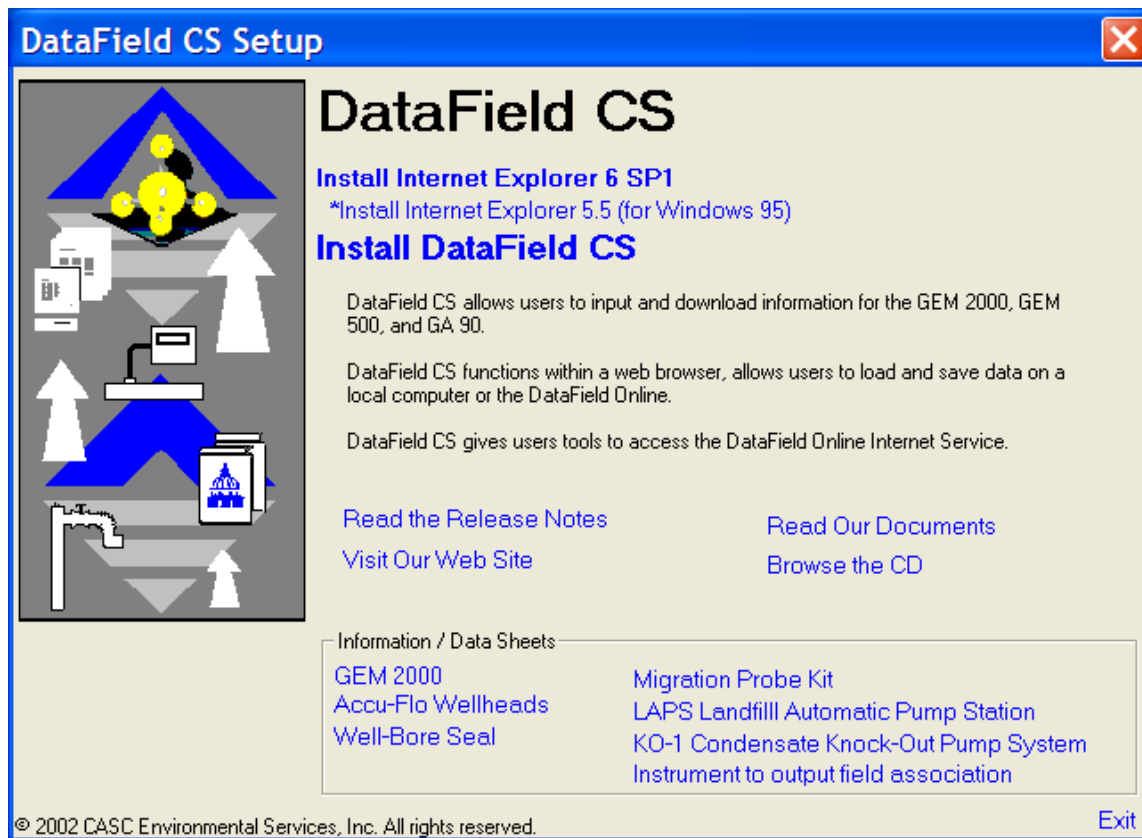 DataField CS Setup
DataField CS
Install Internet Explorer 6 SP1
*Install Internet Explorer 5.5 (for Windows 95)
Install DataField CS
DataField CS allows users to input and download information for the GEM 2000, GEM
500, and GA 90.
DataField CS functions within a web browser, allows users to load and save data on a
local computer or the DataField Online.
DataField CS gives users tools to access the DataField Online Internet Service.
Read the Release Notes
Read Our Documents
Visit Our Web Site
Browse the CD
Information / Data Sheets
GEM 2000
Accu-Flo Wellheads
Well-Bore Seal
Migration Probe Kit
LAPS Landfilll Automatic Pump Station
KO-1 Condensate Knock-Out Pump System
Instrument to output field association
© 2002 CASC Environmental Services, Inc. All rights reserved.
Exit